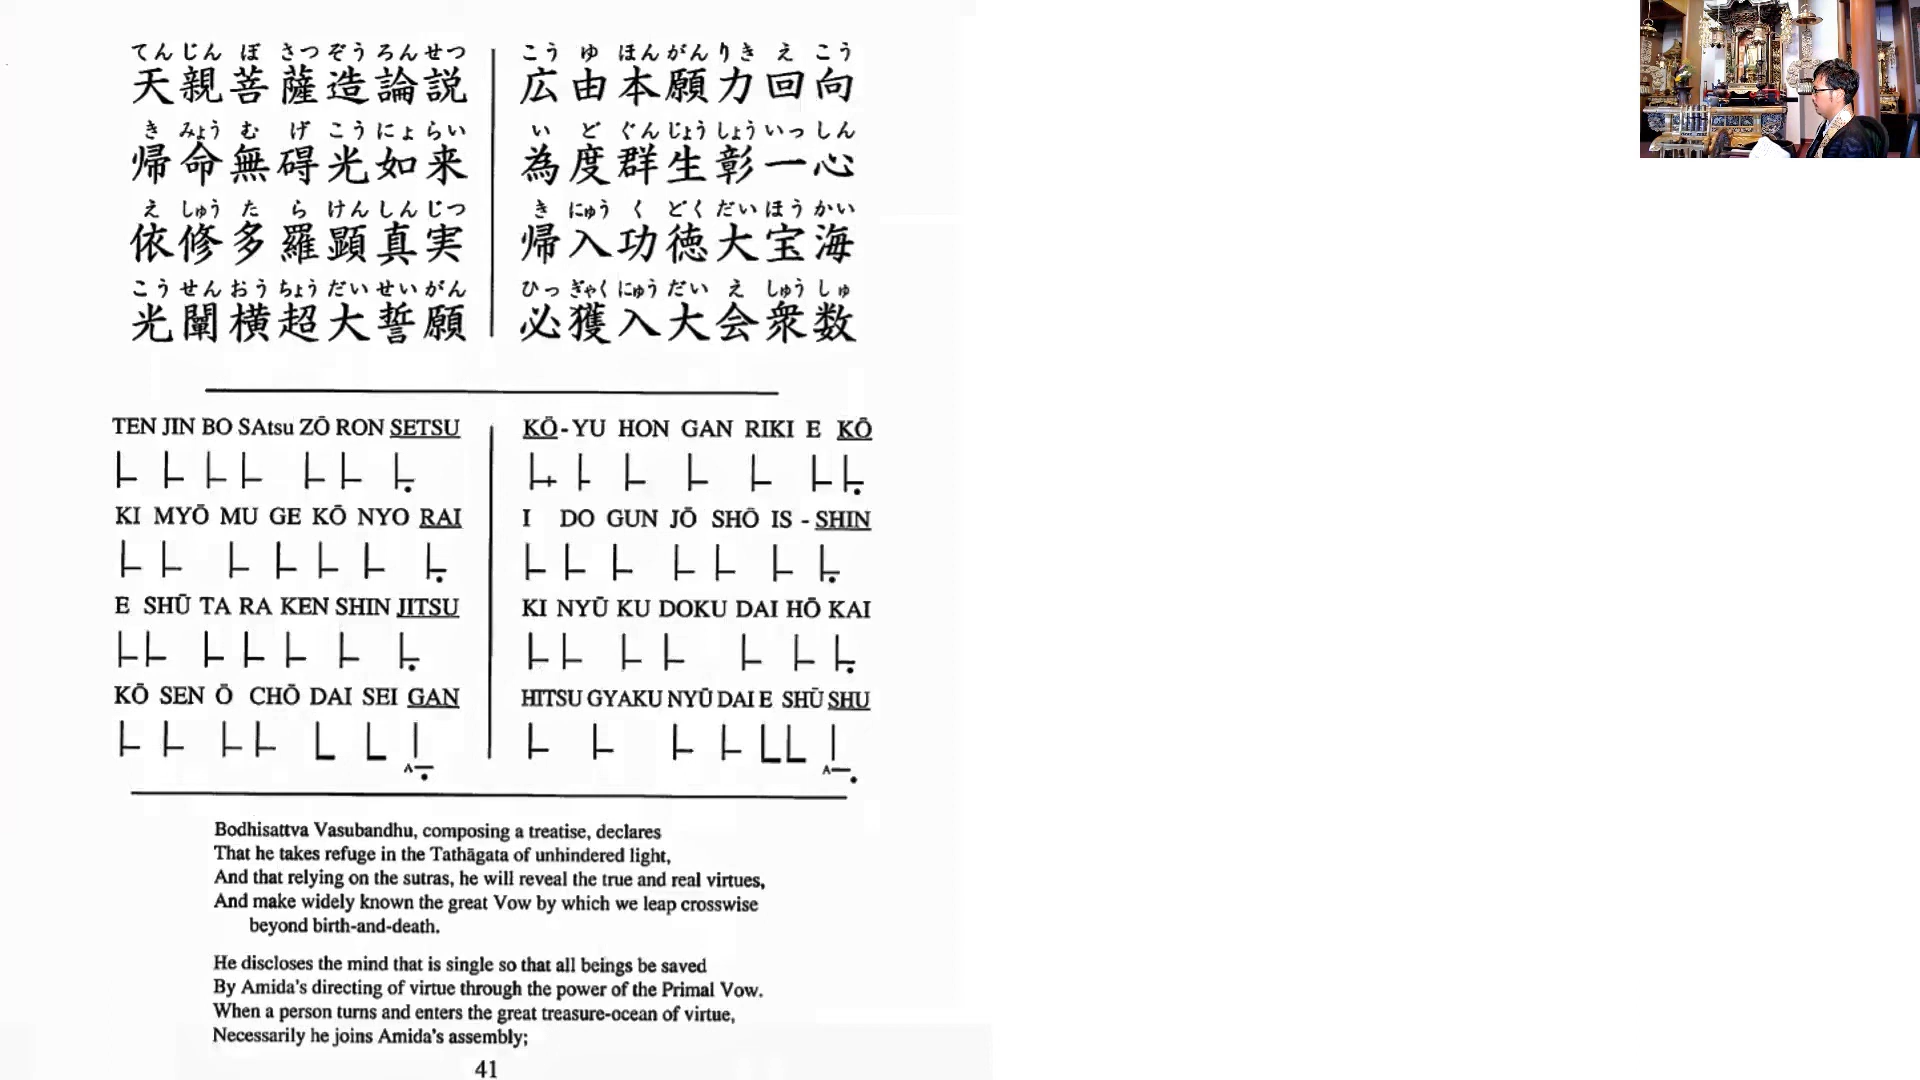 てんじんぼさつぞうろんせつ
天親菩薩造論説
きみょうむげこうにょらい
帰命無碍光如来
えしゅうたらけんしんじつ
依修多羅顕真実
こうせんおうちょうだいせいがん
光闡横超大誓願
こうゆほんがんりきえこう
広由本願力回向
いどぐんじょうしょういっしん
為度群生彰一心
きにゅうくどくだいほうかい
帰入功徳大宝海
ひつぎゃくにゅうだいえしゅうしゅ
必獲入大会衆数
TEN JIN BO SAtsu ZŌ RON SETSU
KI MYŌ MU GE KŌ NYO RAI
E SHŪ TA RA KEN SHIN JITSU
KŌ SEN Ō CHŌ DAI SEI GAN
A
KŌ-YU HON GAN RIKI E KŌ
I DO GUN JŌ SHŌ IS - SHIN
KI NYŪ KU DOKU DAI HŌ KAI
HITSU GYAKU NYŪ DAI E SHŪ SHU
A
Bodhisattva Vasubandhu, composing a treatise, declares
That he takes refuge in the Tathāgata of unhindered light,
And that relying on the sutras, he will reveal the true and real virtues,
And make widely known the great Vow by which we leap crosswise
beyond birth-and-death.
He discloses the mind that is single so that all beings be saved
By Amida's directing of virtue through the power of the Primal Vow.
When a person turns and enters the great treasure-ocean of virtue,
Necessarily he joins Amida's assembly;
41